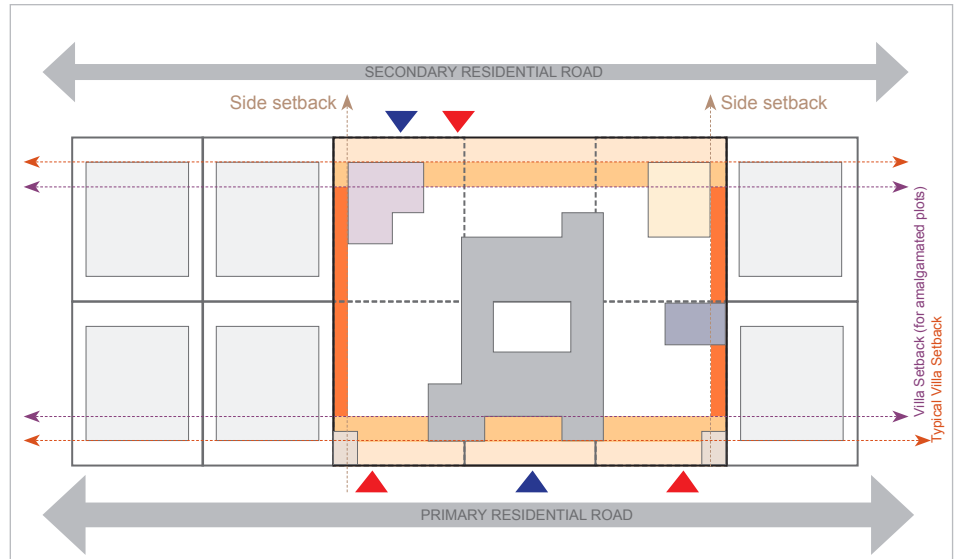 SECONDARY RESIDENTIAL ROAD
Side setback
Side setback
Villa Setback (for amalgamated plots)
Typical Villa Setback
PRIMARY RESIDENTIAL ROAD